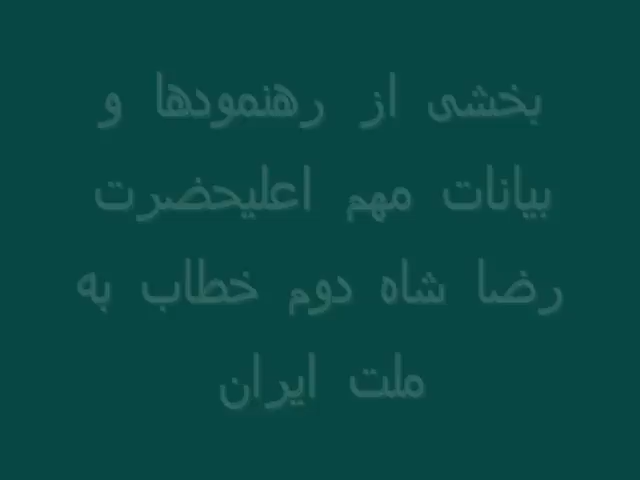 بخشی از رهنمودها و
بیانات مهم اعلیحضرت
رضا شاه دوم خطاب به
ملت ایران